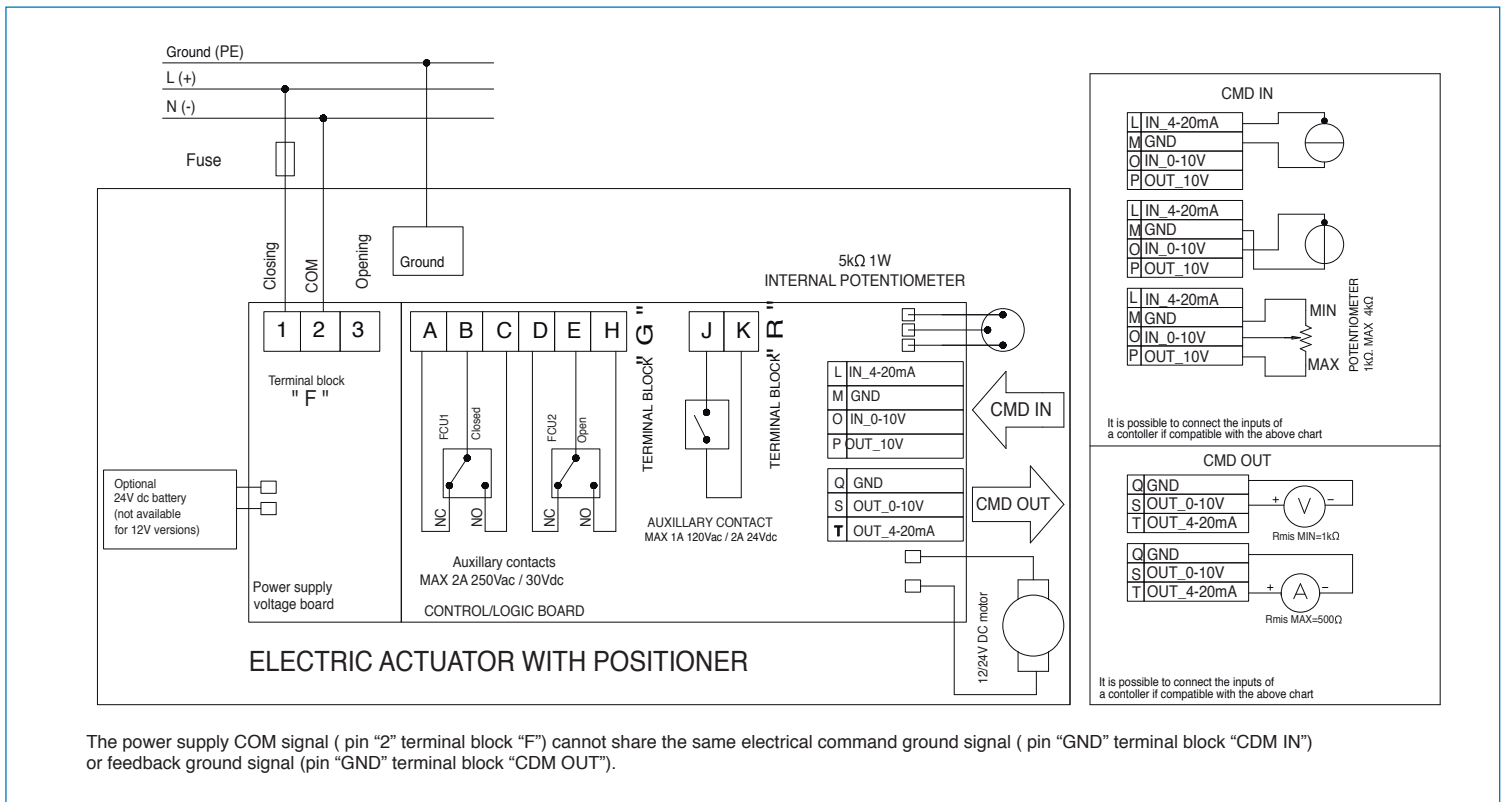 Ground (PE)
L (+)
N (-)
Fuse
Closing
COM
Opening
Ground
1 2 3
Terminal block
" F "
Optional
24V dc battery
(not available
for 12V versions)
Power supply
voltage board
A B C D E H
TERMINAL BLOCK "G"
FCU1
Closed
NC
NO
FCU2
Open
NC
NO
Auxillary contacts
MAX 2A 250Vac / 30Vdc
CONTROL/LOGIC BOARD
J K
TERMINAL BLOCK "R"
AUXILLARY CONTACT
MAX 1A 120Vac / 2A 24Vdc
5kΩ 1W
INTERNAL POTENTIOMETER
L IN_4-20mA
M GND
O IN_0-10V
P OUT_10V
CMD IN
Q GND
S OUT_0-10V
T OUT_4-20mA
CMD OUT
12/24V DC motor
ELECTRIC ACTUATOR WITH POSITIONER
CMD IN
L IN_4-20mA
M GND
O IN_0-10V
P OUT_10V
L IN_4-20mA
M GND
O IN_0-10V
P OUT_10V
L IN_4-20mA
M GND
O IN_0-10V
P OUT_10V
MIN
MAX
POTENTIOMETER
1kΩ. MAX 4kΩ
It is possible to connect the inputs of
a contoller if compatible with the above chart
CMD OUT
Q GND
S OUT_0-10V
T OUT_4-20mA
+ V −
Rmis MIN=1kΩ
Q GND
S OUT_0-10V
T OUT_4-20mA
+ A −
Rmis MAX=500Ω
It is possible to connect the inputs of
a contoller if compatible with the above chart
The power supply COM signal ( pin “2” terminal block “F”) cannot share the same electrical command ground signal ( pin “GND” terminal block “CDM IN”)
or feedback ground signal (pin “GND” terminal block “CDM OUT”).